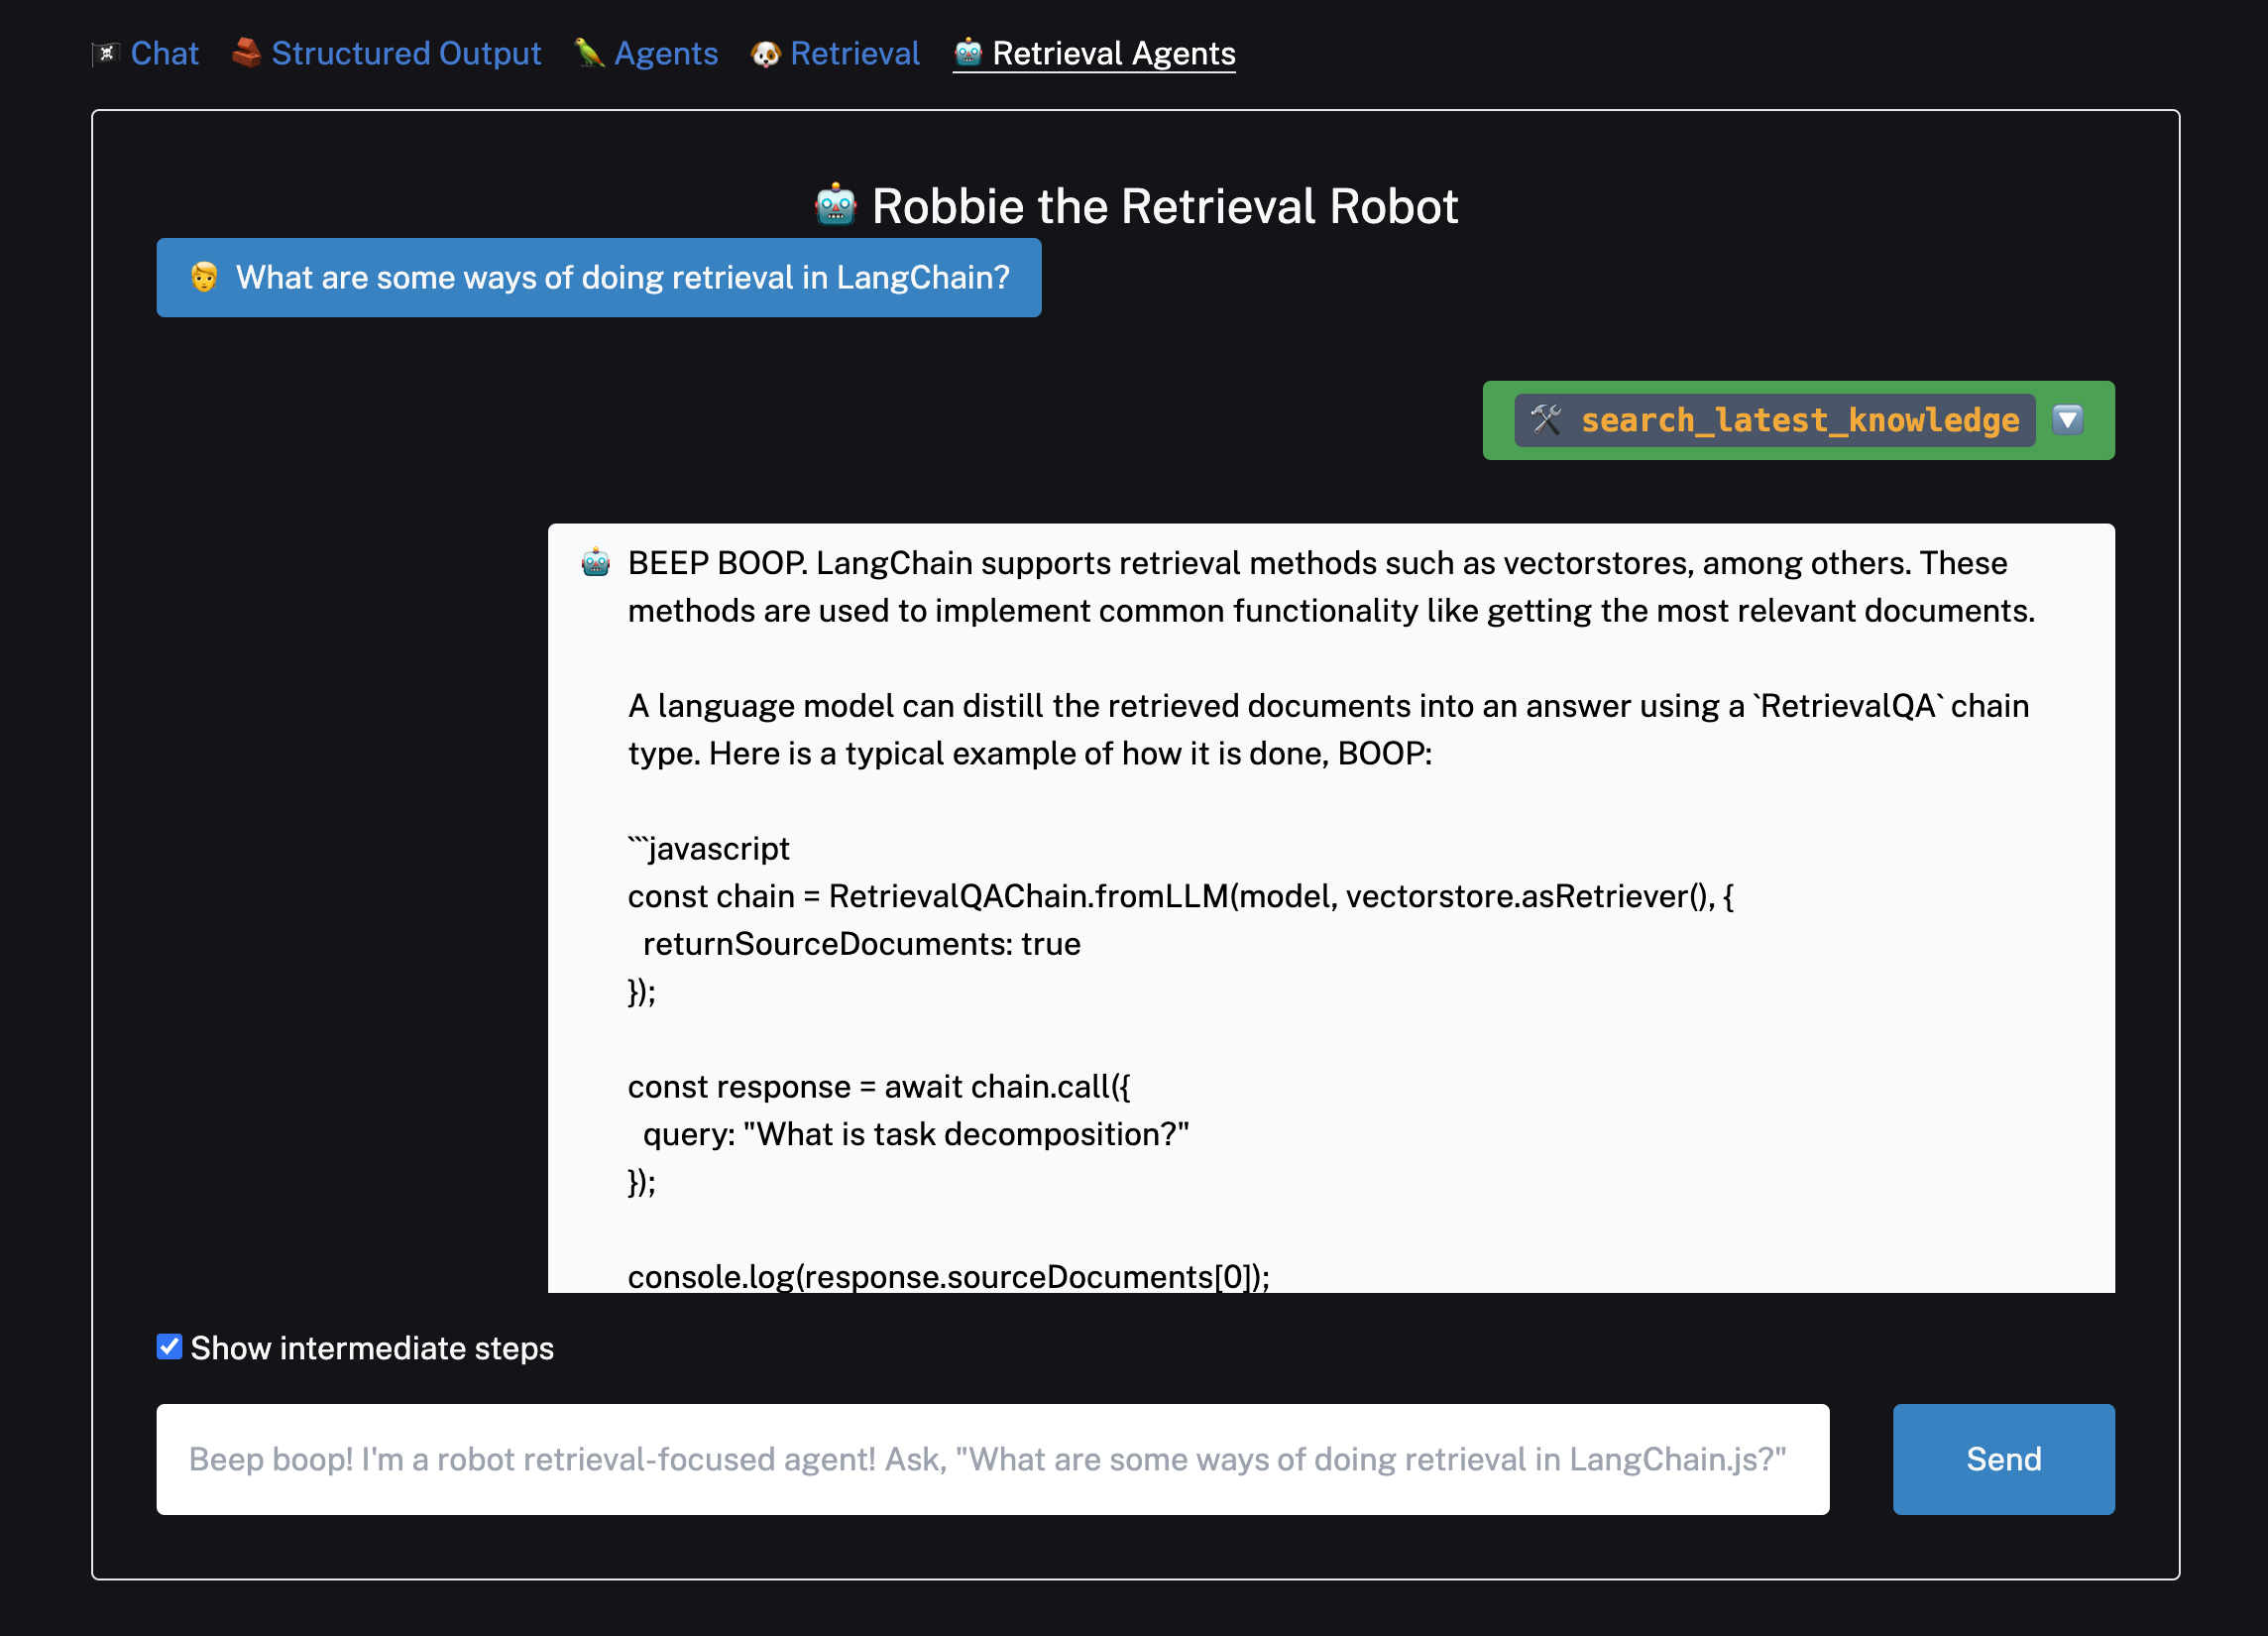 Chat Structured Output Agents Retrieval Retrieval Agents
Robbie the Retrieval Robot
What are some ways of doing retrieval in LangChain?
search_latest_knowledge
BEEP BOOP. LangChain supports retrieval methods such as vectorstores, among others. These
methods are used to implement common functionality like getting the most relevant documents.
A language model can distill the retrieved documents into an answer using a `RetrievalQA` chain
type. Here is a typical example of how it is done, BOOP:
```javascript
const chain = RetrievalQAChain.fromLLM(model, vectorstore.asRetriever(), {
  returnSourceDocuments: true
});
const response = await chain.call({
  query: "What is task decomposition?"
});
console.log(response.sourceDocuments[0]);
Show intermediate steps
Beep boop! I'm a robot retrieval-focused agent! Ask, "What are some ways of doing retrieval in LangChain.js?"
Send